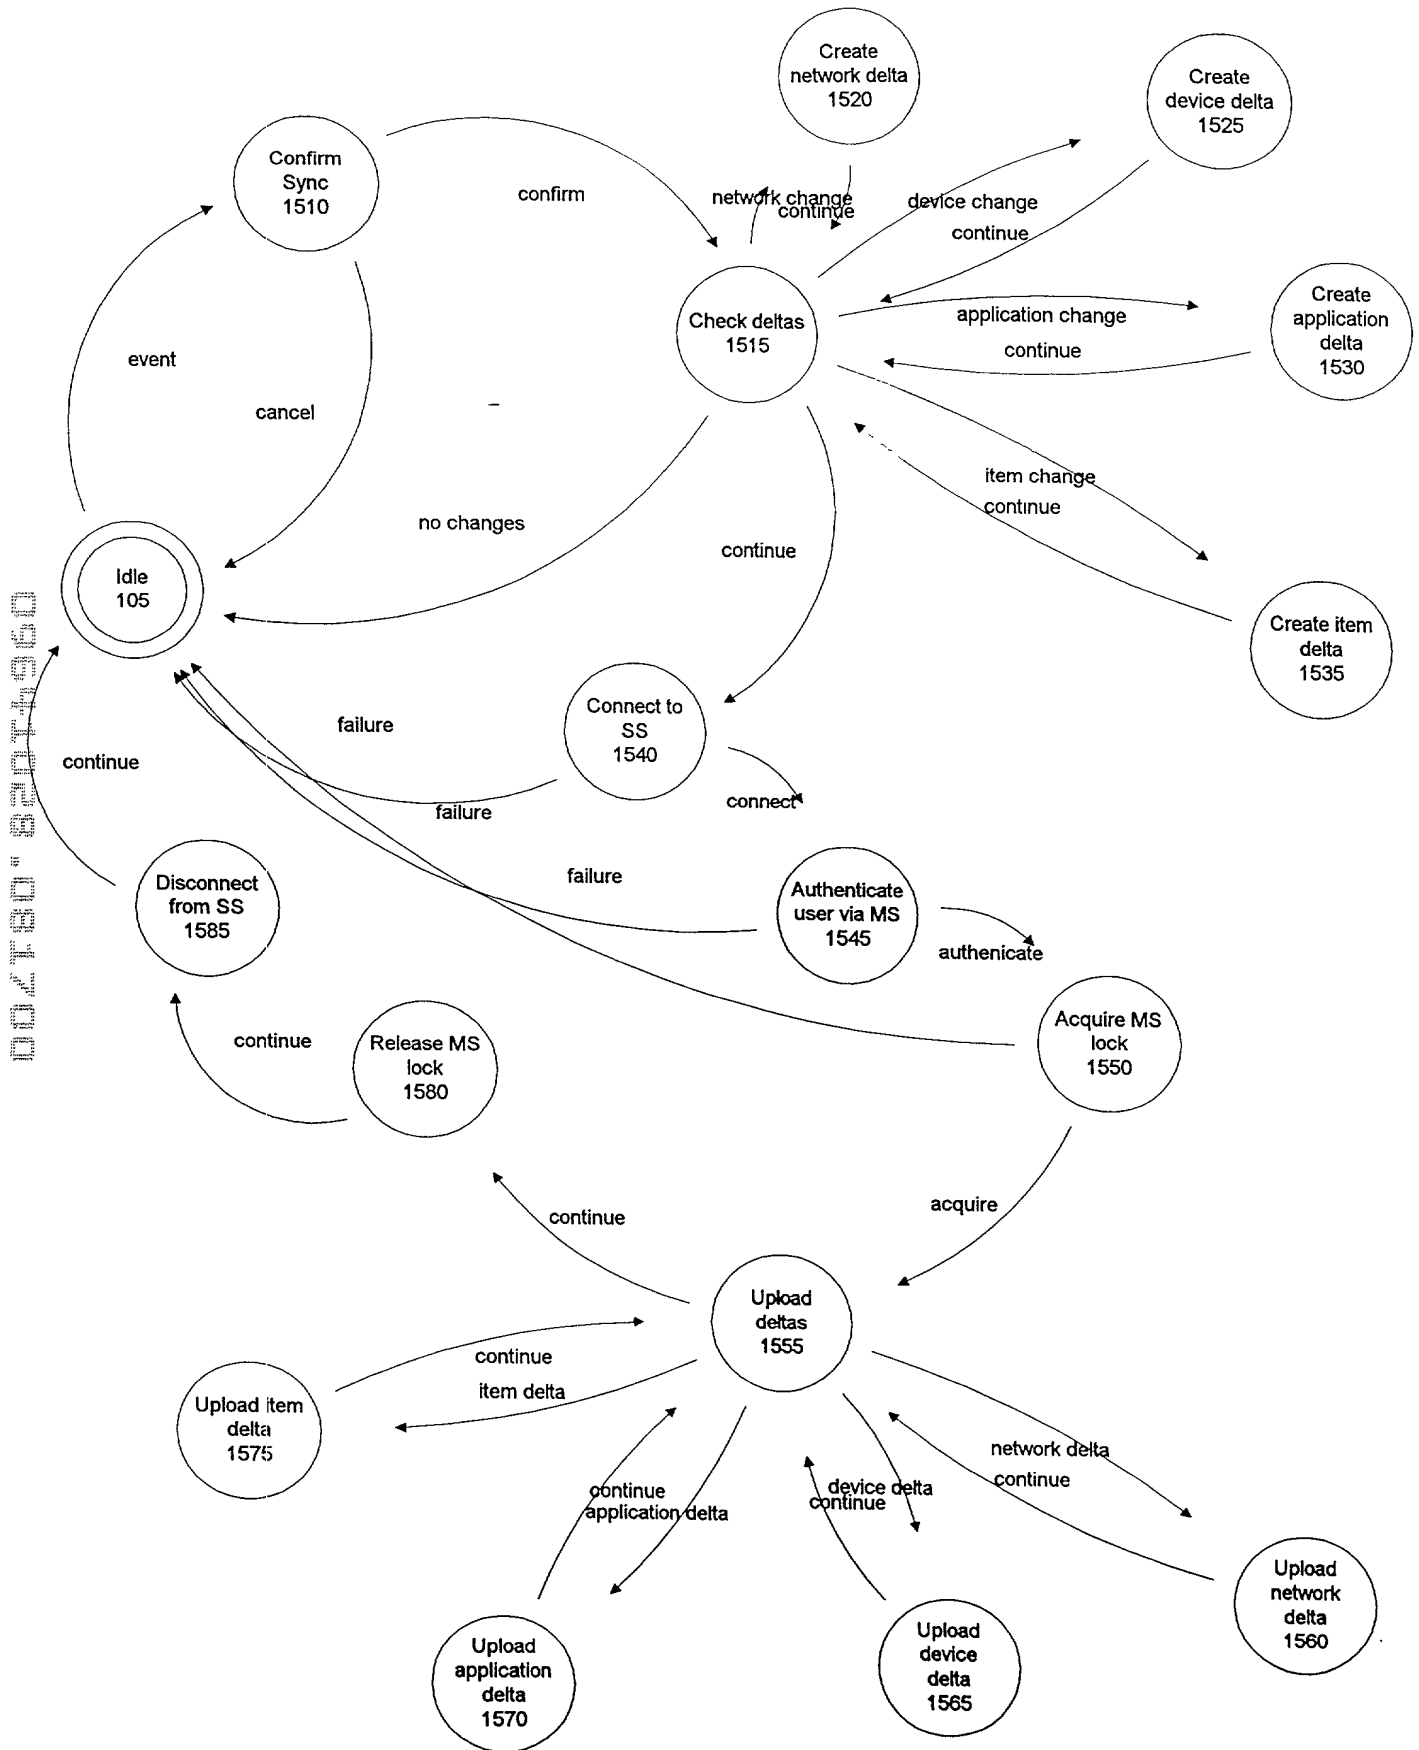 Create
network delta
1520
Create
device delta
1525
Confirm
Sync
1510
confirm
network change
continue
device change
continue
Create
application
delta
1530
Check deltas
1515
application change
continue
event
cancel
item change
continue
no changes
continue
Idle
105
Create item
delta
1535
Connect to
SS
1540
failure
continue
connect
failure
failure
Disconnect
from SS
1585
Authenticate
user via MS
1545
authenicate
Acquire MS
lock
1550
continue
Release MS
lock
1580
acquire
continue
Upload
deltas
1555
continue
item delta
Upload item
delta
1575
network delta
continue
device delta
continue
continue
application delta
Upload
network
delta
1560
Upload
device
delta
1565
Upload
application
delta
1570